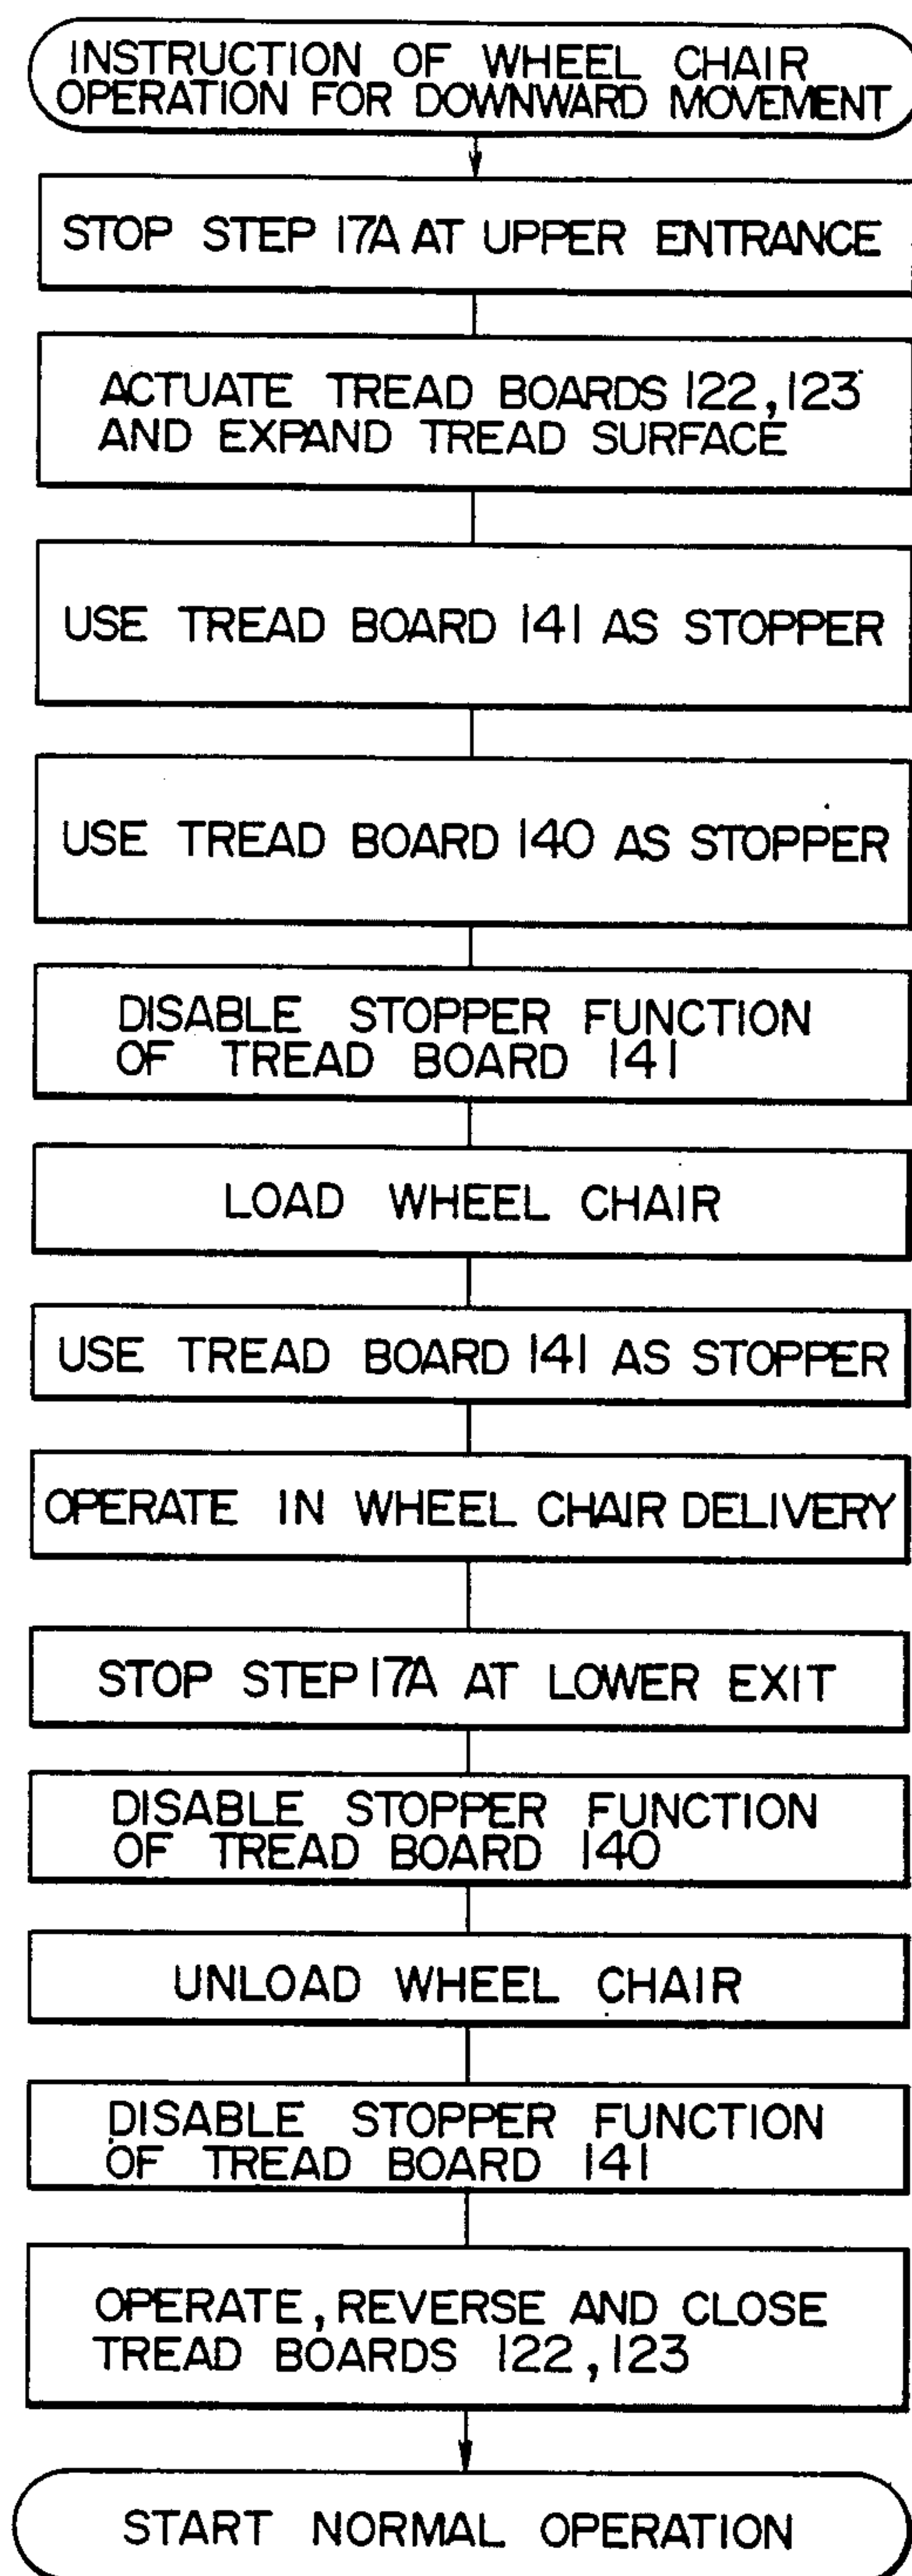 INSTRUCTION OF WHEEL CHAIR
OPERATION FOR DOWNWARD MOVEMENT
STOP STEP 17A AT UPPER ENTRANCE
ACTUATE TREAD BOARDS 122, 123
AND EXPAND TREAD SURFACE
USE TREAD BOARD 141 AS STOPPER
USE TREAD BOARD 140 AS STOPPER
DISABLE STOPPER FUNCTION
OF TREAD BOARD 141
LOAD WHEEL CHAIR
USE TREAD BOARD 141 AS STOPPER
OPERATE IN WHEEL CHAIR DELIVERY
STOP STEP 17A AT LOWER EXIT
DISABLE STOPPER FUNCTION
OF TREAD BOARD 140
UNLOAD WHEEL CHAIR
DISABLE STOPPER FUNCTION
OF TREAD BOARD 141
OPERATE, REVERSE AND CLOSE
TREAD BOARDS 122, 123
START NORMAL OPERATION